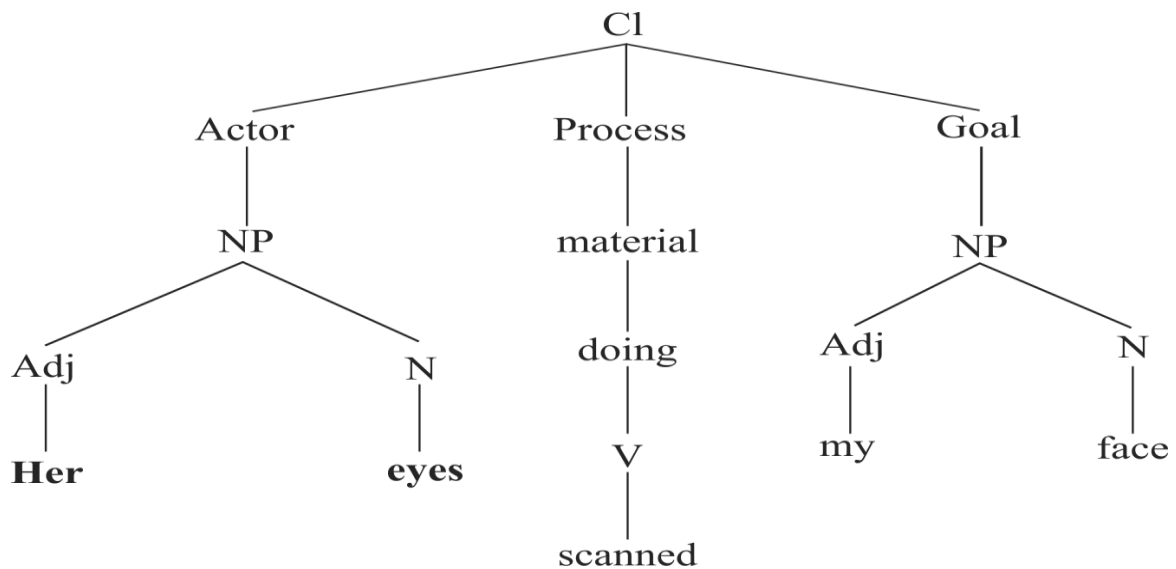 Cl
Actor Process Goal
NP material NP
Adj N doing Adj N
Her eyes V my face
scanned